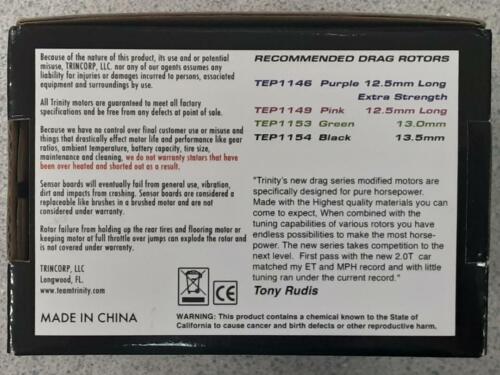 Because of the nature of this product, its use and or potential
misuse, TRINCORP, LLC. nor any of our agents assumes any
liability for injuries or damages incurred to persons, associated
equipment and surroundings by use.
All Trinity motors are guaranteed to meet all factory
specifications and be free from any defects at point of sale.
Because we have no control over final customer use or misuse and
things that drastically effect motor life and performance like gear
ratios, ambient temperature, battery capacity, tire size,
maintenance and cleaning, we do not warranty stators that have
been over heated and shorted out as a result.
Sensor boards will eventually fail from general use, vibration,
dirt and impacts from crashing. Sensor boards are considered a
replaceable like brushes in a brushed motor and are not
considered under warranty.
Rotor failure from holding up the rear tires and flooring motor or
keeping motor at full throttle over jumps can explode the rotor and
is not covered under warranty.
TRINCORP, LLC
Longwood, FL.
www.teamtrinity.com
MADE IN CHINA
CE
RECOMMENDED DRAG ROTORS
TEP1146 Purple 12.5mm Long
Extra Strength
TEP1149 Pink 12.5mm Long
TEP1153 Green 13.0mm
TEP1154 Black 13.5mm
"Trinity's new drag series modified motors are
specifically designed for pure horsepower.
Made with the Highest quality materials you can
come to expect, When combined with the
tuning capabilities of various rotors you have
endless possibilities to make the most horse-
power. The new series takes competition to the
next level. First pass with the new 2.0T car
matched my ET and MPH record and with little
tuning ran under the current record."
Tony Rudis
WARNING: This product contains a chemical known to the State of
California to cause cancer and birth defects or other reproductive harm.